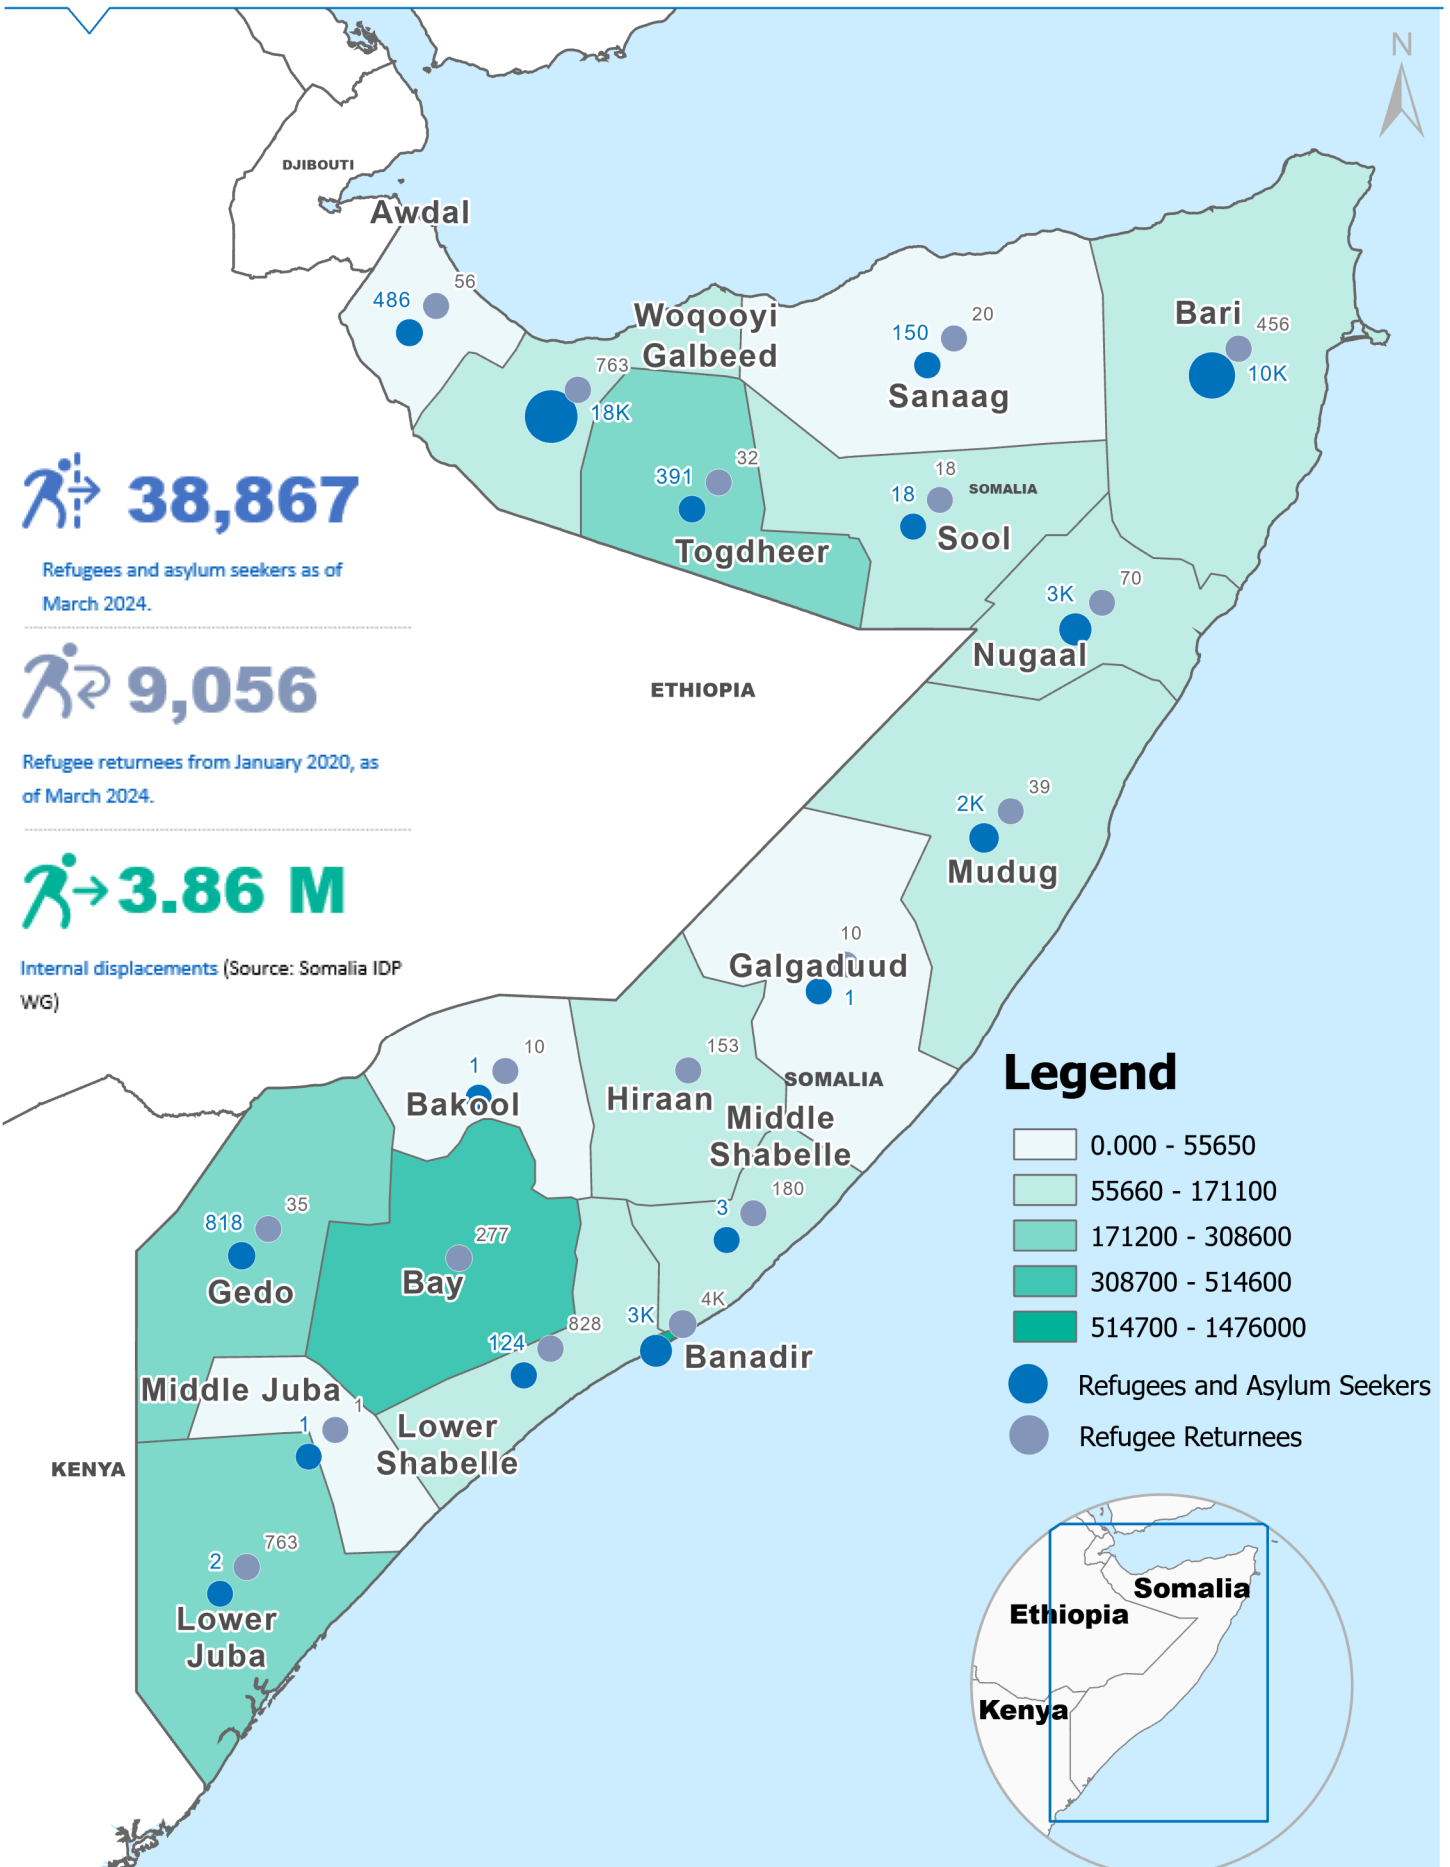 N
DJIBOUTI
Awdal
56
486
Woqooyi
Galbeed
763
18K
20
150
Sanaag
Bari
456
10K
38,867
Refugees and asylum seekers as of
March 2024.
32
391
Togdheer
18
18
SOMALIA
Sool
70
3K
Nugaal
9,056
Refugee returnees from January 2020, as
of March 2024.
ETHIOPIA
39
2K
Mudug
3.86 M
Internal displacements (Source: Somalia IDP
WG)
10
Galgaduud
1
10
1
Bakool
153
Hiraan
SOMALIA
Middle
Shabelle
180
3
35
818
Gedo
277
Bay
4K
3K
Banadir
828
124
Lower
Shabelle
Middle Juba
1
1
KENYA
763
2
Lower
Juba
Legend
0.000 - 55650
55660 - 171100
171200 - 308600
308700 - 514600
514700 - 1476000
Refugees and Asylum Seekers
Refugee Returnees
Somalia
Ethiopia
Kenya